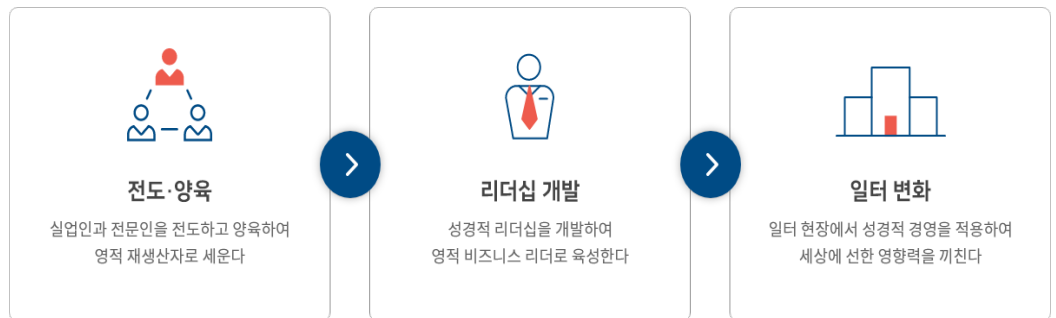 전도·양육
실업인과 전문인을 전도하고 양육하여
영적 재생산자로 세운다
리더십 개발
성경적 리더십을 개발하여
영적 비즈니스 리더로 육성한다
일터 변화
일터 현장에서 성경적 경영을 적용하여
세상에 선한 영향력을 끼친다